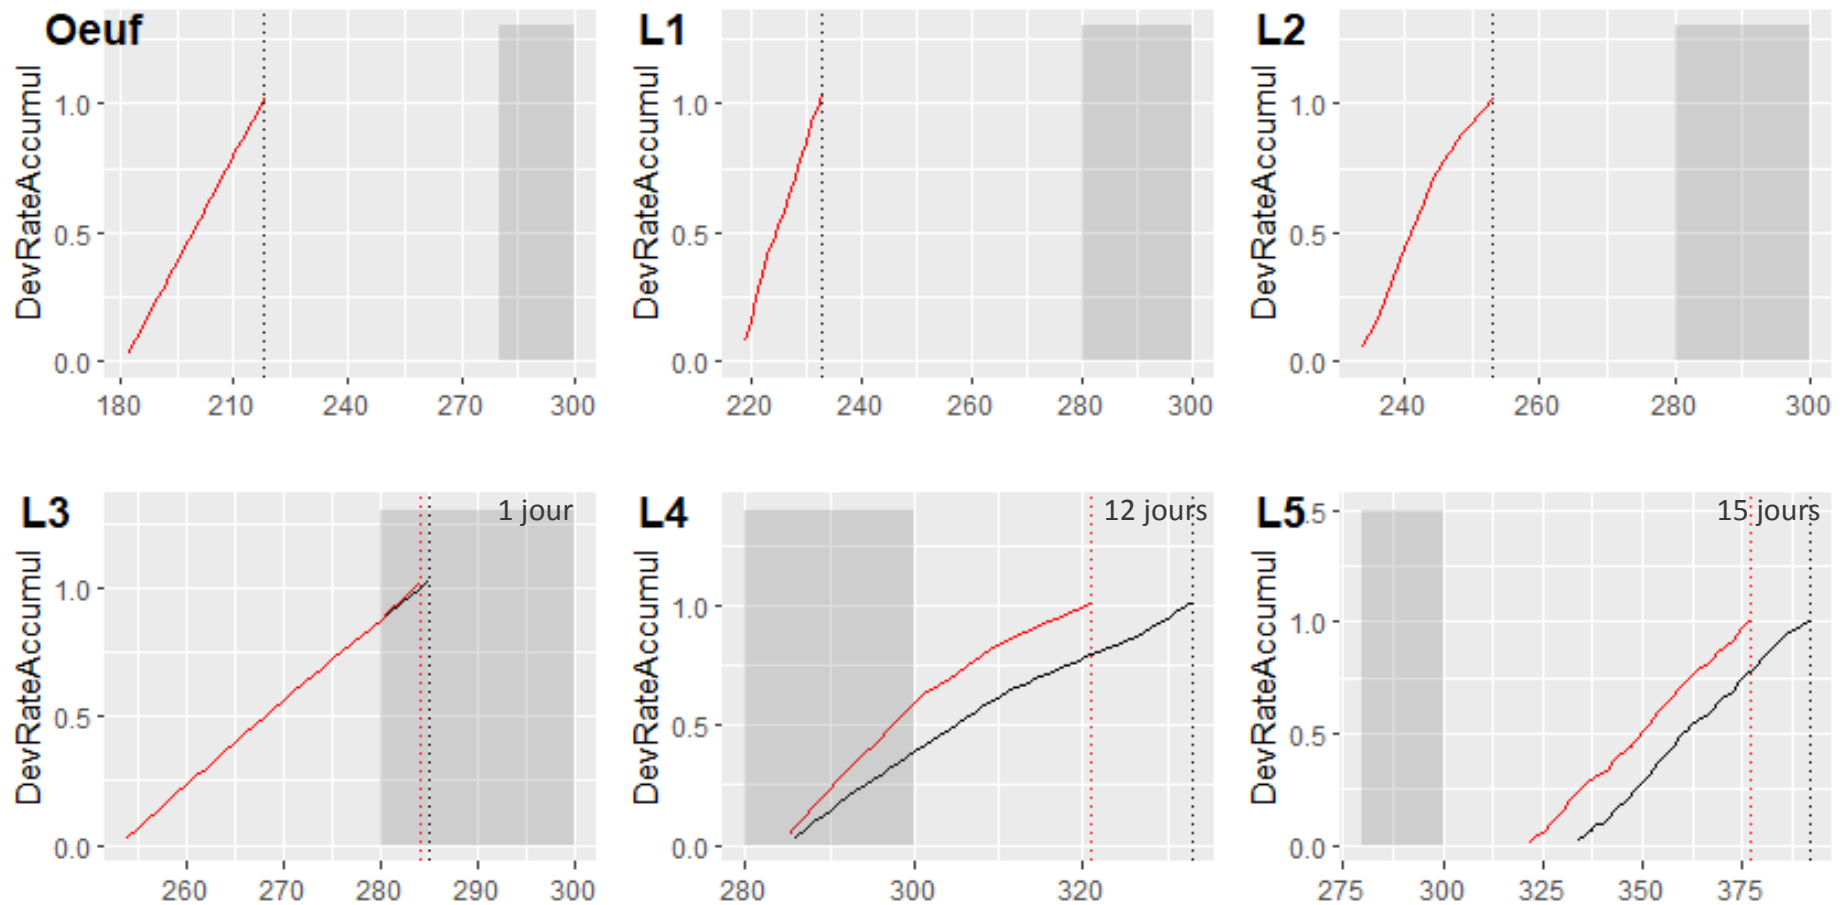 Oeuf
DevRateAccumul
1.0
0.5
0.0
180 210 240 270 300
L1
DevRateAccumul
1.0
0.5
0.0
220 240 260 280 300
L2
DevRateAccumul
1.0
0.5
0.0
240 260 280 300
L3
1 jour
DevRateAccumul
1.0
0.5
0.0
260 270 280 290 300
L4
12 jours
DevRateAccumul
1.0
0.5
0.0
280 300 320
L5
.5
15 jours
DevRateAccumul
1.0
0.5
0.0
275 300 325 350 375